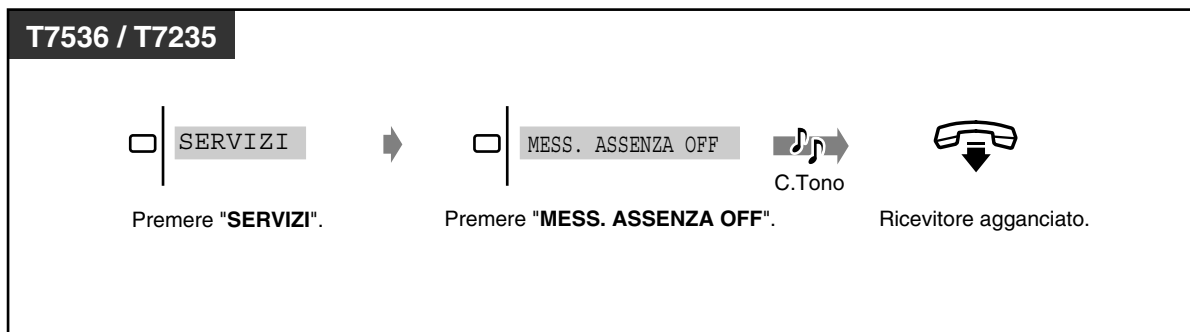 T7536 / T7235
SERVIZI
MESS. ASSENZA OFF
C.Tono
Premere "SERVIZI".
Premere "MESS. ASSENZA OFF".
Ricevitore agganciato.